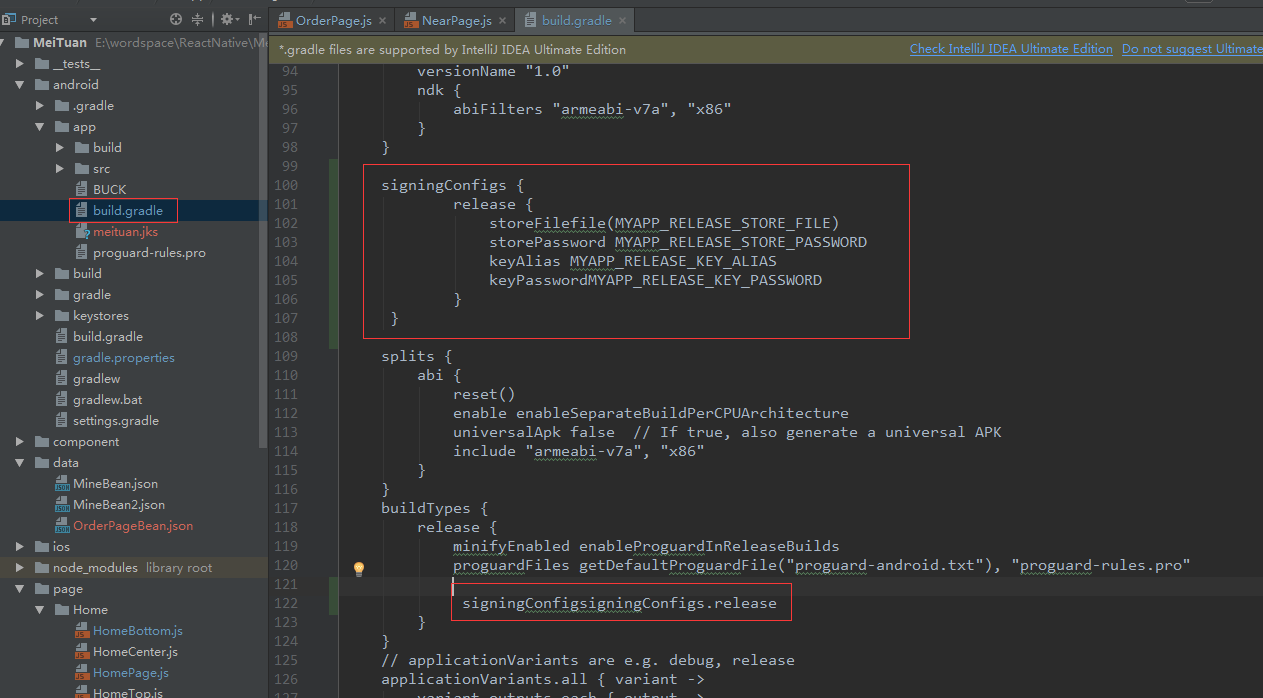 Project
MeiTuan E:\wordspace\ReactNative\Me
__tests__
android
.gradle
app
build
src
BUCK
build.gradle
meituan.jks
proguard-rules.pro
build
gradle
keystores
build.gradle
gradle.properties
gradlew
gradlew.bat
settings.gradle
component
data
MineBean.json
MineBean2.json
OrderPageBean.json
ios
node_modules library root
page
Home
HomeBottom.js
HomeCenter.js
HomePage.js
HomeTop.js
OrderPage.js NearPage.js build.gradle
*.gradle files are supported by IntelliJ IDEA Ultimate Edition Check IntelliJ IDEA Ultimate Edition Do not suggest Ultimate
94 versionName "1.0"
95 ndk {
96 abiFilters "armeabi-v7a", "x86"
97 }
98 }
99
100 signingConfigs {
101 release {
102 storeFilefile(MYAPP_RELEASE_STORE_FILE)
103 storePassword MYAPP_RELEASE_STORE_PASSWORD
104 keyAlias MYAPP_RELEASE_KEY_ALIAS
105 keyPasswordMYAPP_RELEASE_KEY_PASSWORD
106 }
107 }
108
109 splits {
110 abi {
111 reset()
112 enable enableSeparateBuildPerCPUArchitecture
113 universalApk false // If true, also generate a universal APK
114 include "armeabi-v7a", "x86"
115 }
116 }
117 buildTypes {
118 release {
119 minifyEnabled enableProguardInReleaseBuilds
120 proguardFiles getDefaultProguardFile("proguard-android.txt"), "proguard-rules.pro"
121
122 signingConfigsigningConfigs.release
123 }
124 }
125 // applicationVariants are e.g. debug, release
126 applicationVariants.all { variant ->
127 variant.outputs.each { output ->